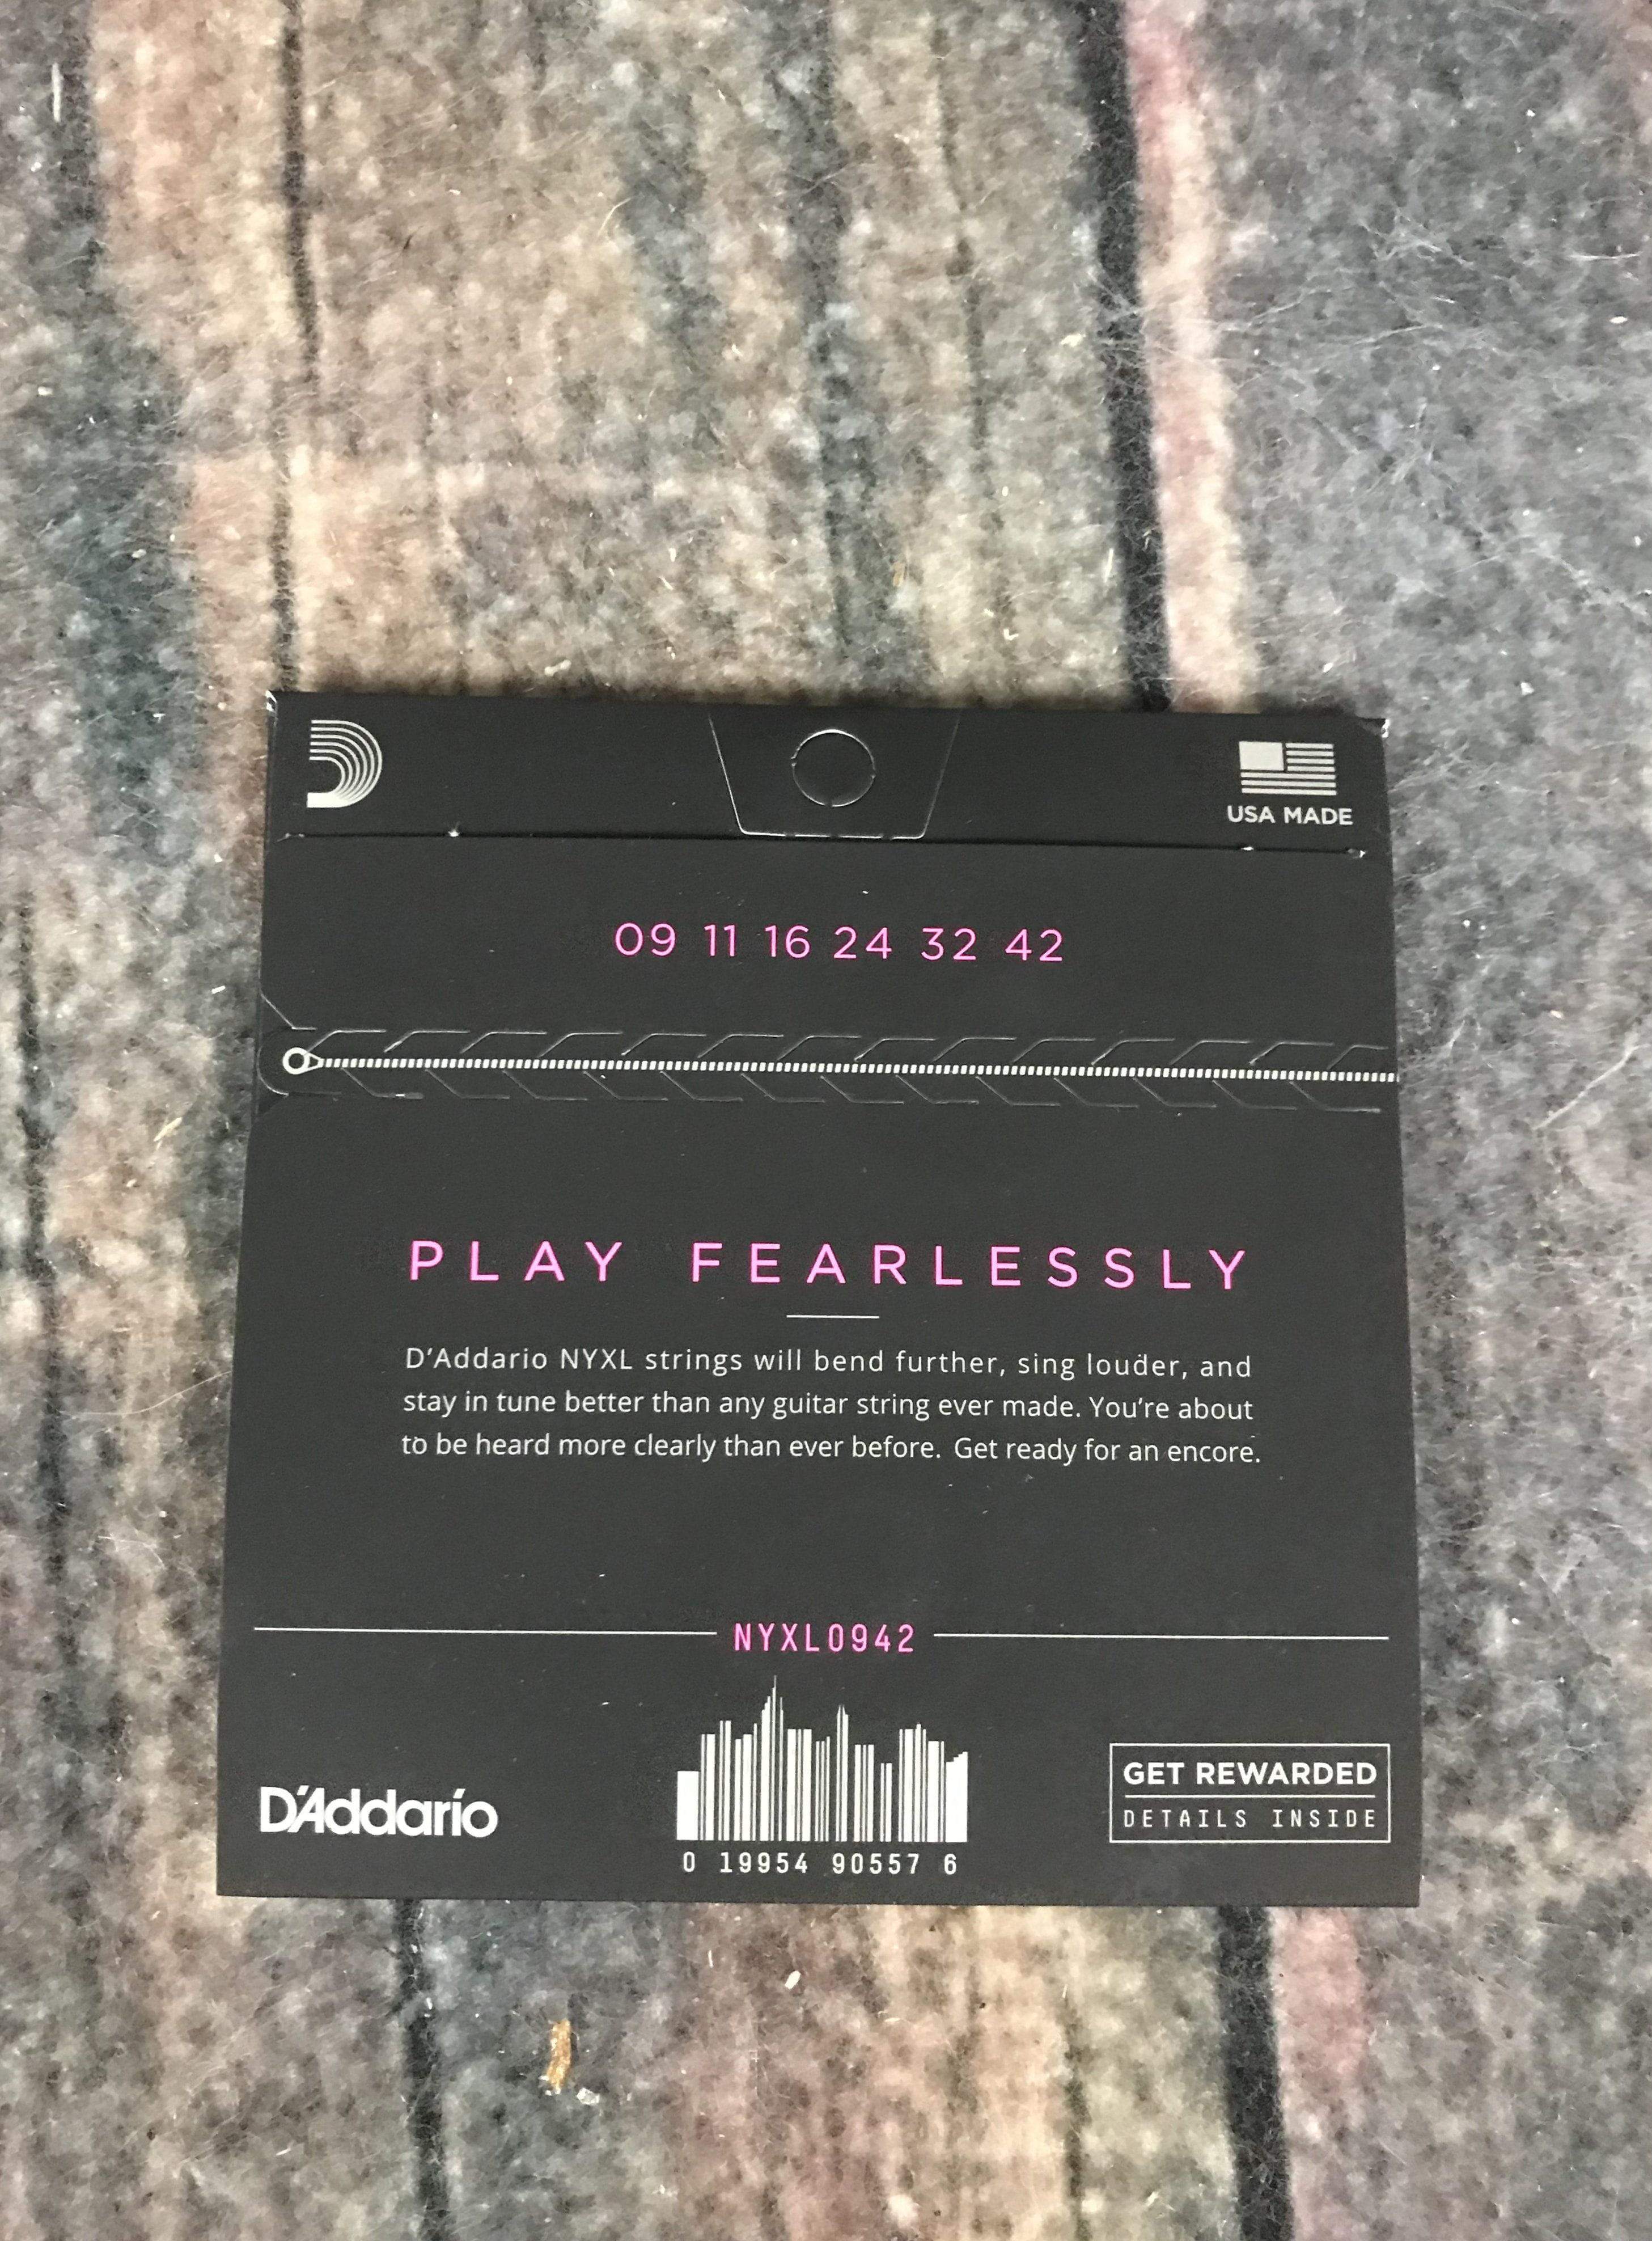 USA MADE
09 11 16 24 32 42
PLAY FEARLESSLY
D'Addario NYXL strings will bend further, sing louder, and
stay in tune better than any guitar string ever made. You're about
to be heard more clearly than ever before. Get ready for an encore.
NYXL0942
D'Addario
0 19954 90557 6
GET REWARDED
DETAILS INSIDE